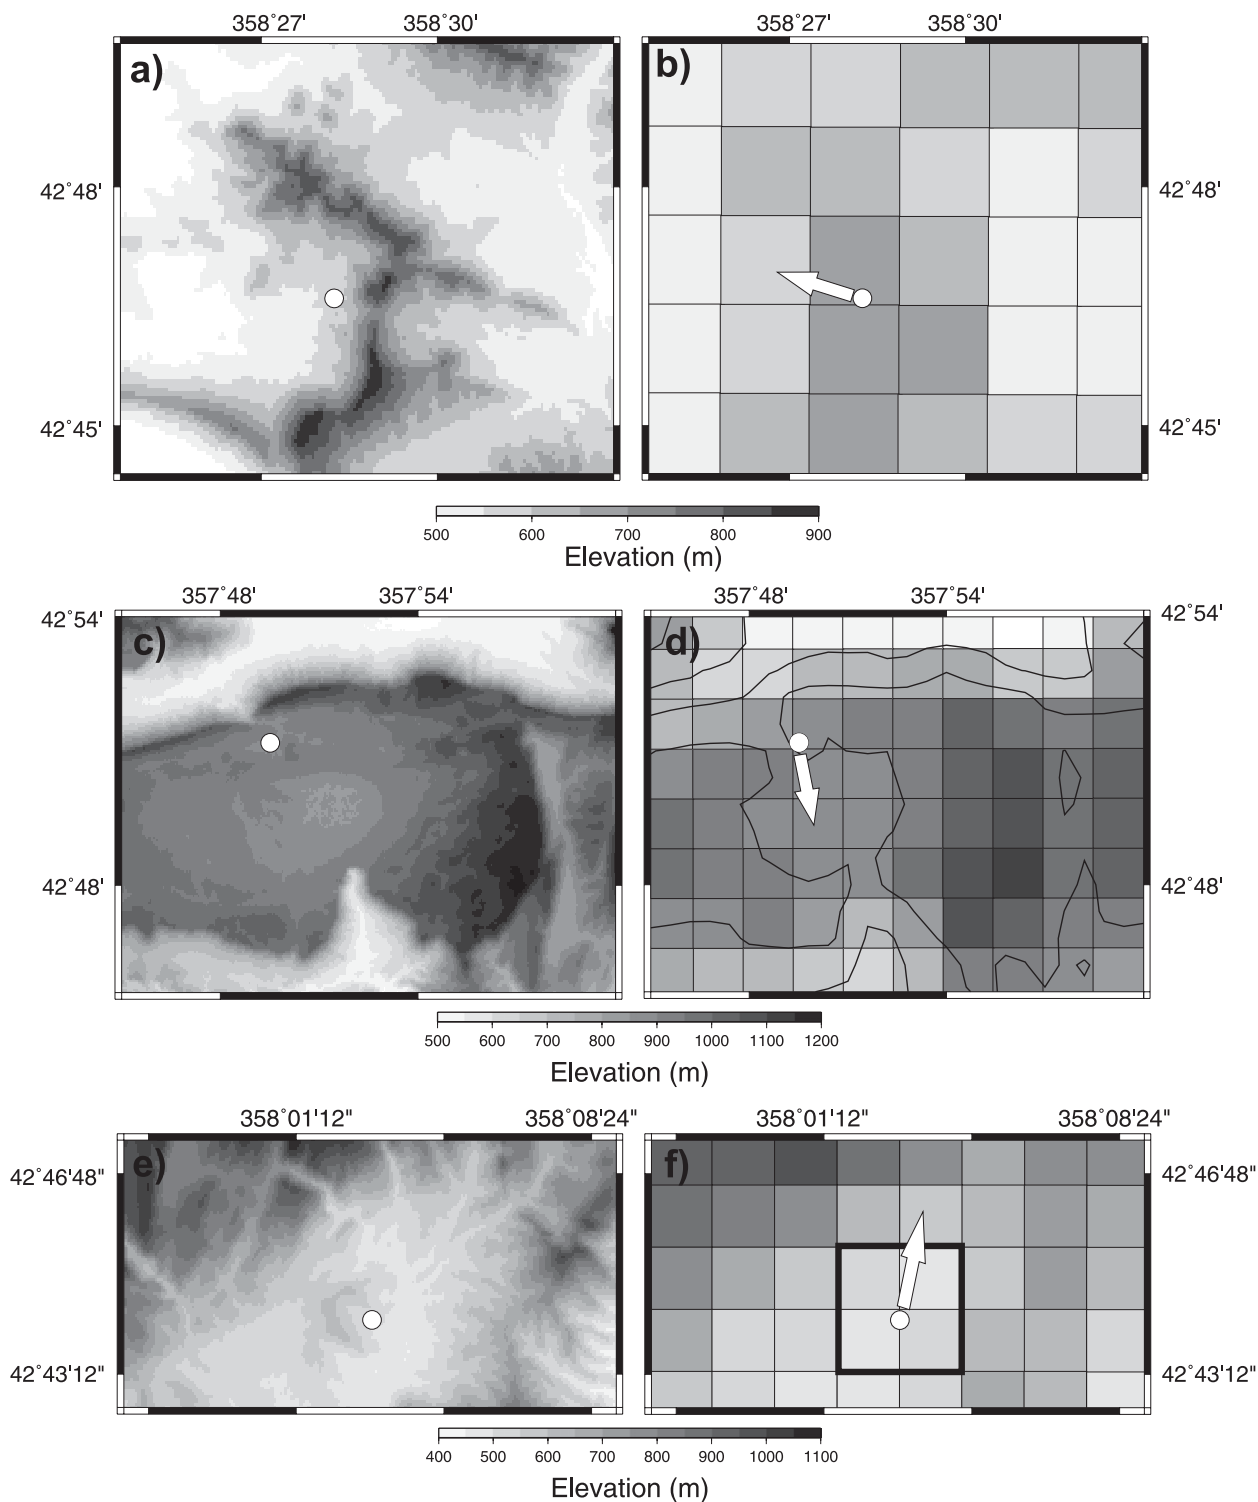 358˚27' 358˚30' 358˚27' 358˚30'
a) b)
42˚48' 42˚48'
42˚45' 42˚45'
500 600 700 800 900
Elevation (m)
357˚48' 357˚54' 357˚48' 357˚54'
42˚54' 42˚54'
c) d)
42˚48' 42˚48'
500 600 700 800 900 1000 1100 1200
Elevation (m)
358˚01'12" 358˚08'24" 358˚01'12" 358˚08'24"
e) f)
42˚46'48" 42˚46'48"
42˚43'12" 42˚43'12"
400 500 600 700 800 900 1000 1100
Elevation (m)